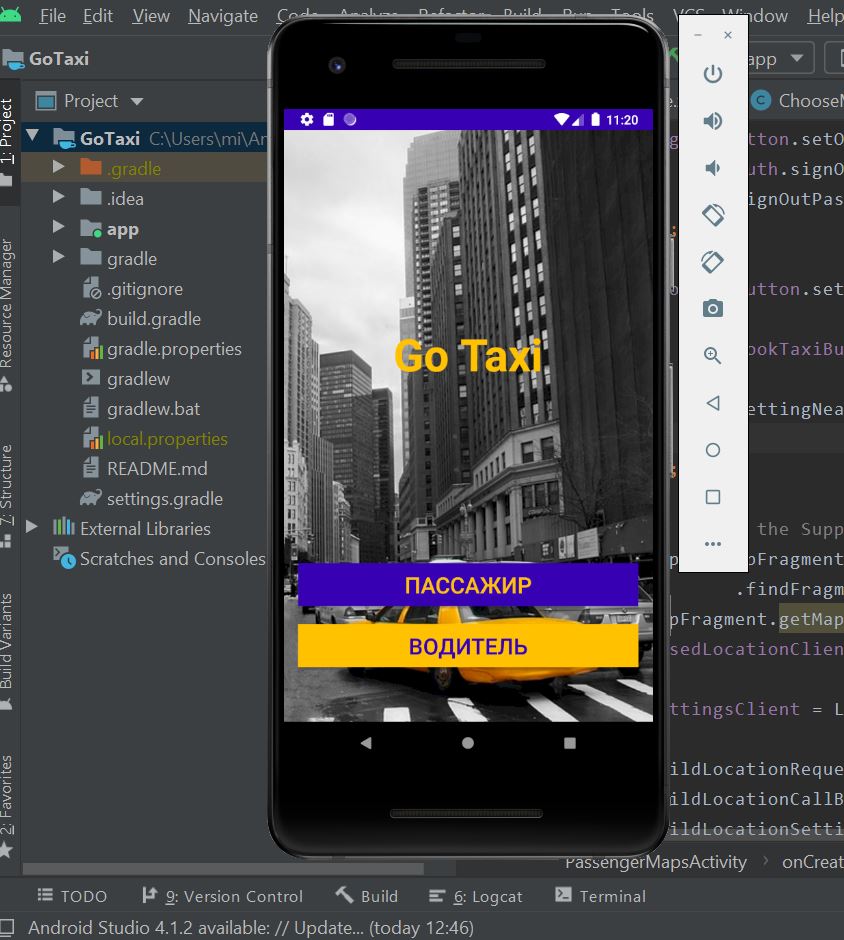 File Edit View Navigate Code Analyze Refactor Build Run Tools VCS Window Help
GoTaxi
app
Project
GoTaxi C:\Users\mi\An
.gradle
.idea
app
gradle
.gitignore
build.gradle
gradle.properties
gradlew
gradlew.bat
local.properties
README.md
settings.gradle
External Libraries
Scratches and Consoles
1: Project
Resource Manager
7: Structure
Build Variants
2: Favorites
11:20
Go Taxi
ПАССАЖИР
ВОДИТЕЛЬ
ChooseM
tton.setO
uth.signO
ignOutPas
;
utton.set
ookTaxiBu
ettingNea
;
the Supp
pFragment
.findFragm
pFragment.getMap
sedLocationClien
ttingsClient = L
ildLocationReque
ildLocationCallB
ildLocationSetti
PassengerMapsActivity
onCreat
TODO 9: Version Control Build 6: Logcat Terminal
Android Studio 4.1.2 available: // Update... (today 12:46)